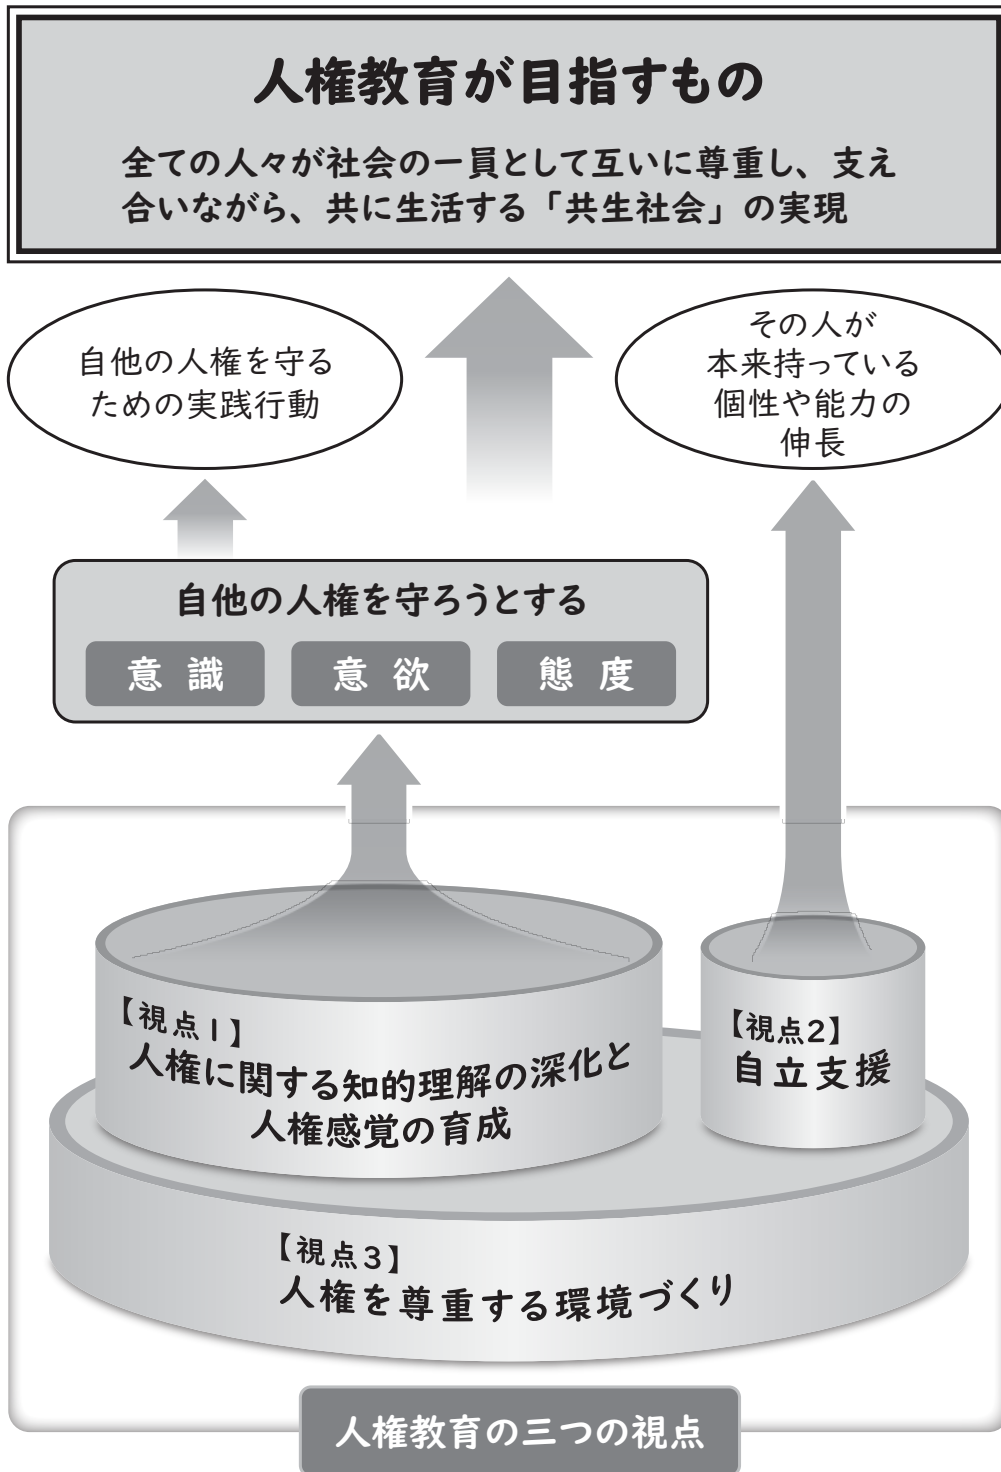 人権教育が目指すもの
全ての人々が社会の一員として互いに尊重し、支え
合いながら、共に生活する「共生社会」の実現
自他の人権を守る
ための実践行動
その人が
本来持っている
個性や能力の
伸長
自他の人権を守ろうとする
意識
意欲
態度
【視点1】
人権に関する知的理解の深化と
人権感覚の育成
【視点2】
自立支援
【視点3】
人権を尊重する環境づくり
人権教育の三つの視点